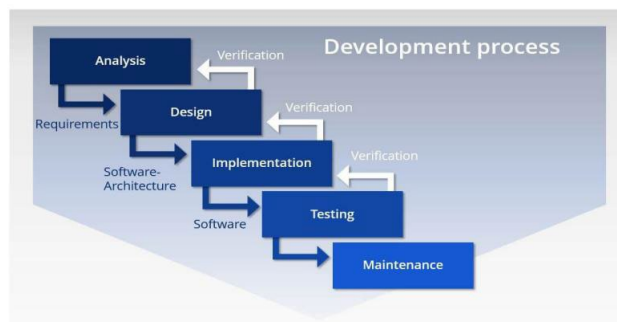 Development process
Analysis
Verification
Requirements
Design
Verification
Software-
Architecture
Implementation
Verification
Software
Testing
Maintenance